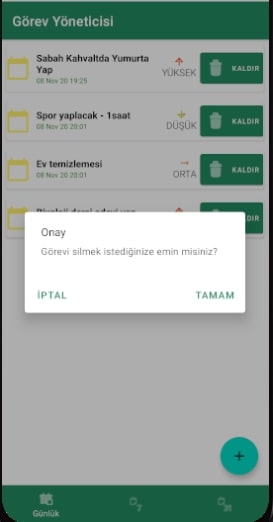 Görev Yöneticisi
Sabah Kahvaltda Yumurta
Yap
08 Nov 20 19:25
YÜKSEK
KALDIR
Spor yaplacak - 1saat
08 Nov 20 20:01
DÜŞÜK
KALDIR
Ev temizlemesi
08 Nov 20 20:01
ORTA
KALDIR
Onay
Görevi silmek istediğinize emin misiniz?
İPTAL
TAMAM
+
Günlük
7
31